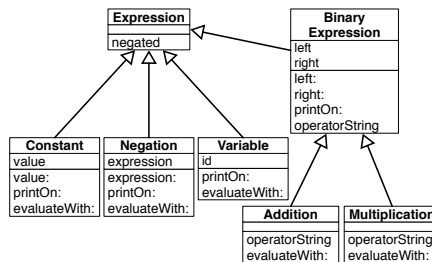 Expression
negated
Binary
Expression
left
right
left:
right:
printOn:
operatorString
Constant
value
value:
printOn:
evaluateWith:
Negation
expression
expression:
printOn:
evaluateWith:
Variable
id
printOn:
evaluateWith:
Addition
operatorString
evaluateWith:
Multiplication
operatorString
evaluateWith: